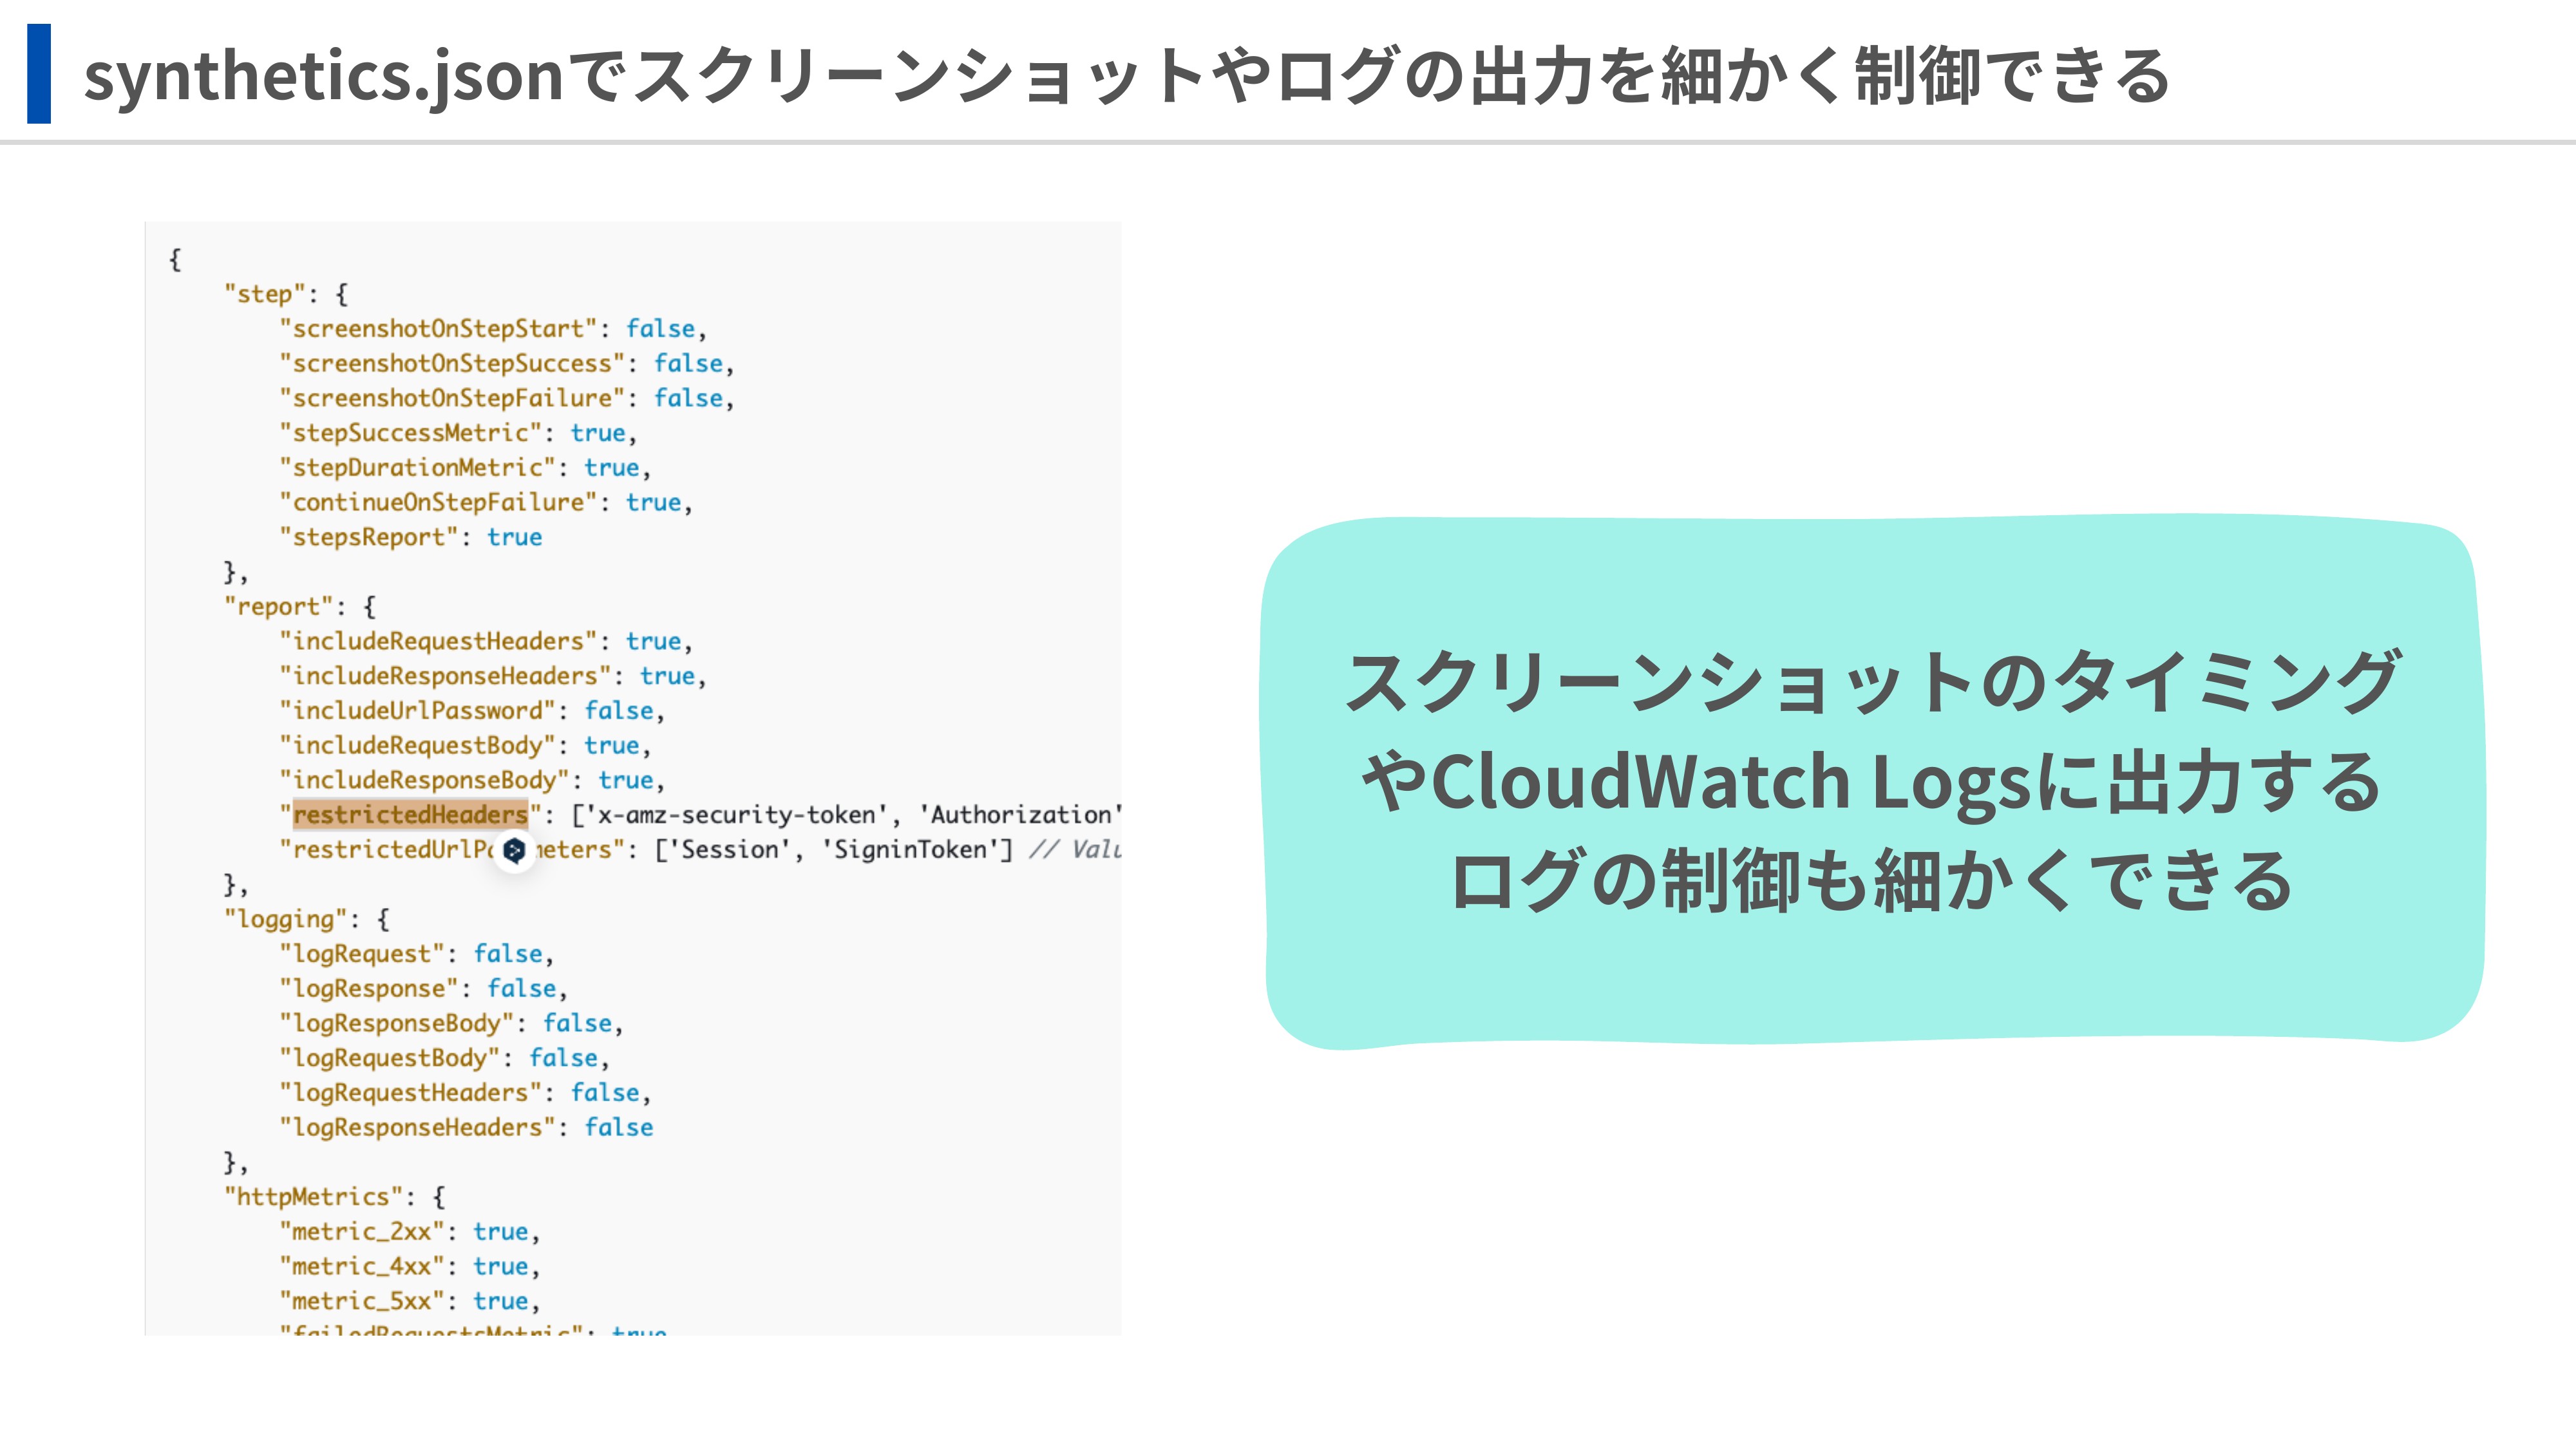 synthetics.jsonでスクリーンショットやログの出力を細かく制御できる
{
    "step": {
        "screenshotOnStepStart": false,
        "screenshotOnStepSuccess": false,
        "screenshotOnStepFailure": false,
        "stepSuccessMetric": true,
        "stepDurationMetric": true,
        "continueOnStepFailure": true,
        "stepsReport": true
    },
    "report": {
        "includeRequestHeaders": true,
        "includeResponseHeaders": true,
        "includeUrlPassword": false,
        "includeRequestBody": true,
        "includeResponseBody": true,
        "restrictedHeaders": ['x-amz-security-token', 'Authorization'
        ": ['Session', 'SigninToken'] //
    },
    "logging": {
        "logRequest": false,
        "logResponse": false,
        "logResponseBody": false,
        "logRequestBody": false,
        "logRequestHeaders": false,
        "logResponseHeaders": false
    },
    "httpMetrics": {
        "metric_2xx": true,
        "metric_4xx": true,
        "metric_5xx": true,
        "failedRequestsMetric": true
スクリーンショットのタイミング
やCloudWatch Logsに出力する
ログの制御も細かくできる